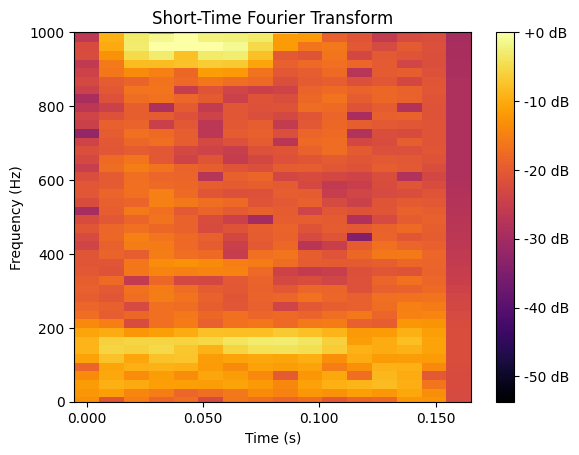 Short-Time Fourier Transform
Frequency (Hz)
1000
800
600
400
200
0
0.000
0.050
0.100
0.150
Time (s)
+0 dB
-10 dB
-20 dB
-30 dB
-40 dB
-50 dB